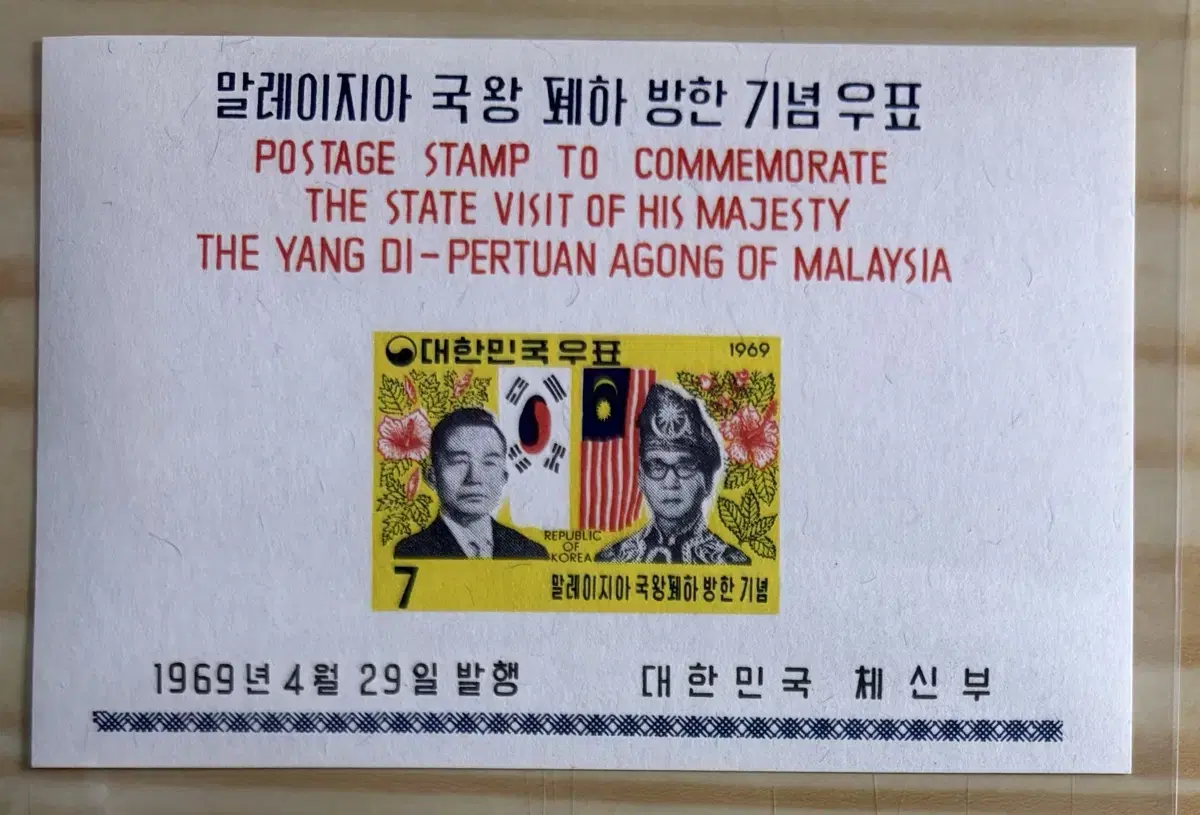 말레이지아 국왕 폐하 방한 기념 우표
POSTAGE STAMP TO COMMEMORATE
THE STATE VISIT OF HIS MAJESTY
THE YANG DI-PERTUAN AGONG OF MALAYSIA
대한민국우표 1969
REPUBLIC
OF
KOREA
7 말레이지아 국왕폐하 방한 기념
1969년 4월 29일 발행 대한민국 체신부